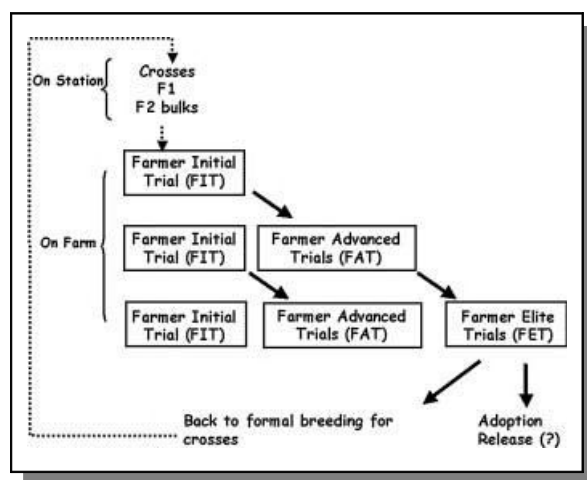 On Station
Crosses
F1
F2 bulks
Farmer Initial
Trial (FIT)
On Farm
Farmer Initial
Trial (FIT)
Farmer Advanced
Trials (FAT)
Farmer Initial
Trial (FIT)
Farmer Advanced
Trials (FAT)
Farmer Elite
Trials (FET)
Back to formal breeding for
crosses
Adoption
Release (?)